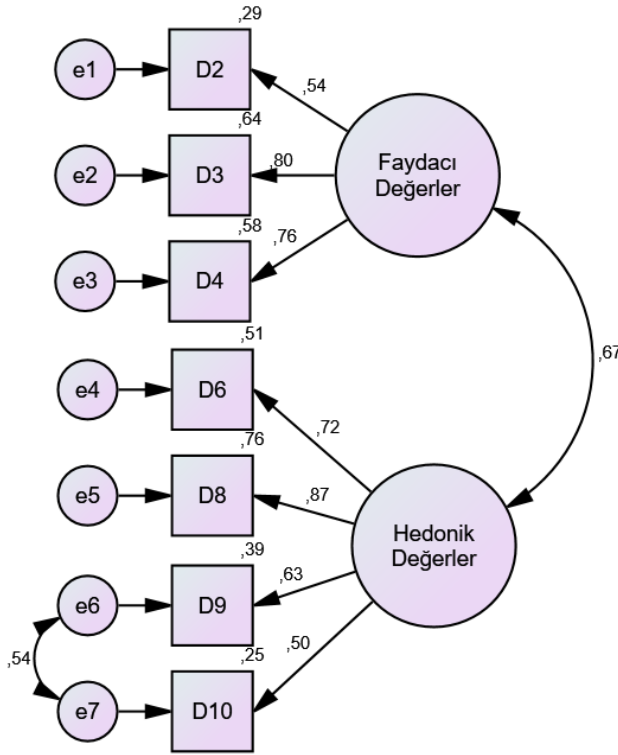 ,29
e1
D2
,54
,64
e2
D3
,80
Faydacı
Değerler
,58
,76
e3
D4
,51
,67
e4
D6
,72
,76
e5
D8
,87
Hedonik
Değerler
,39
e6
D9
,63
,54
,25
,50
e7
D10